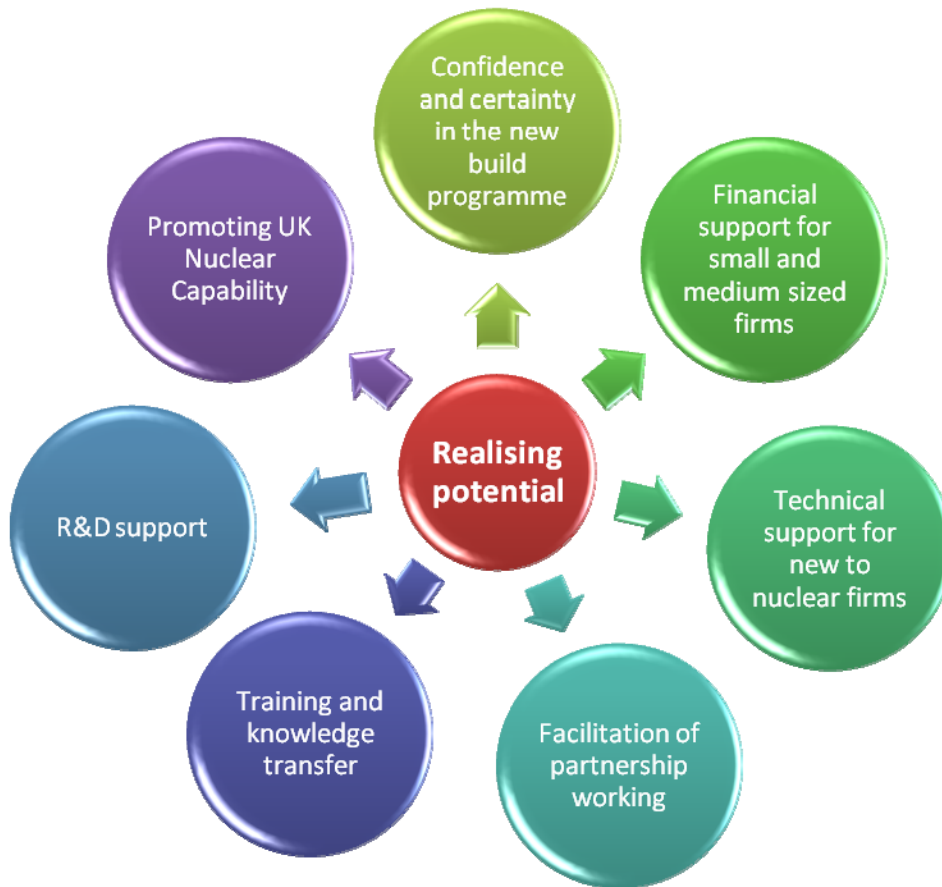 Confidence
and certainty
in the new
build
programme
Financial
support for
small and
medium sized
firms
Technical
support for
new to
nuclear firms
Facilitation of
partnership
working
Training and
knowledge
transfer
R&D support
Promoting UK
Nuclear
Capability
Realising
potential